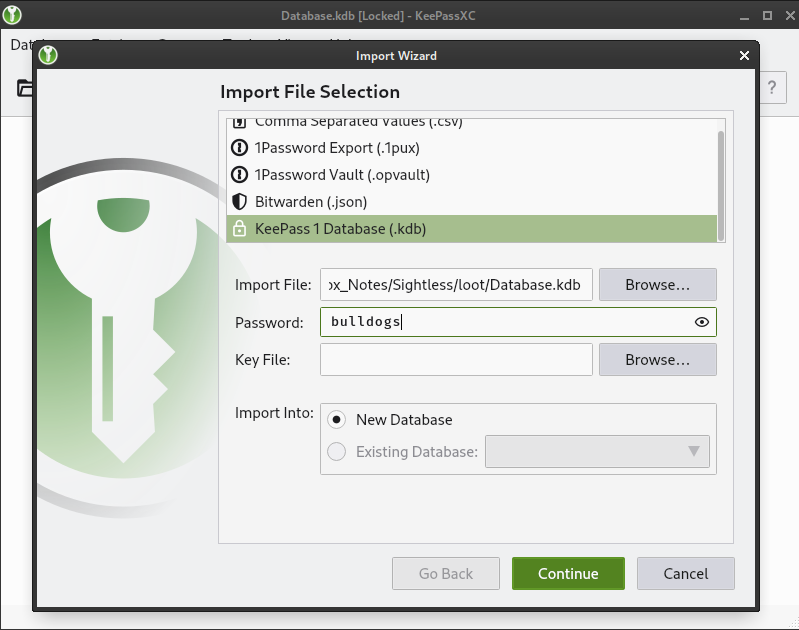 Database.kdb [Locked] - KeePassXC
Import Wizard
Import File Selection
Comma Separated Values (.csv)
1Password Export (.1pux)
1Password Vault (.opvault)
Bitwarden (.json)
KeePass 1 Database (.kdb)
Import File: ox_Notes/Sightless/loot/Database.kdb Browse...
Password: bulldogs
Key File: Browse...
Import Into: New Database
Existing Database:
Go Back Continue Cancel
?